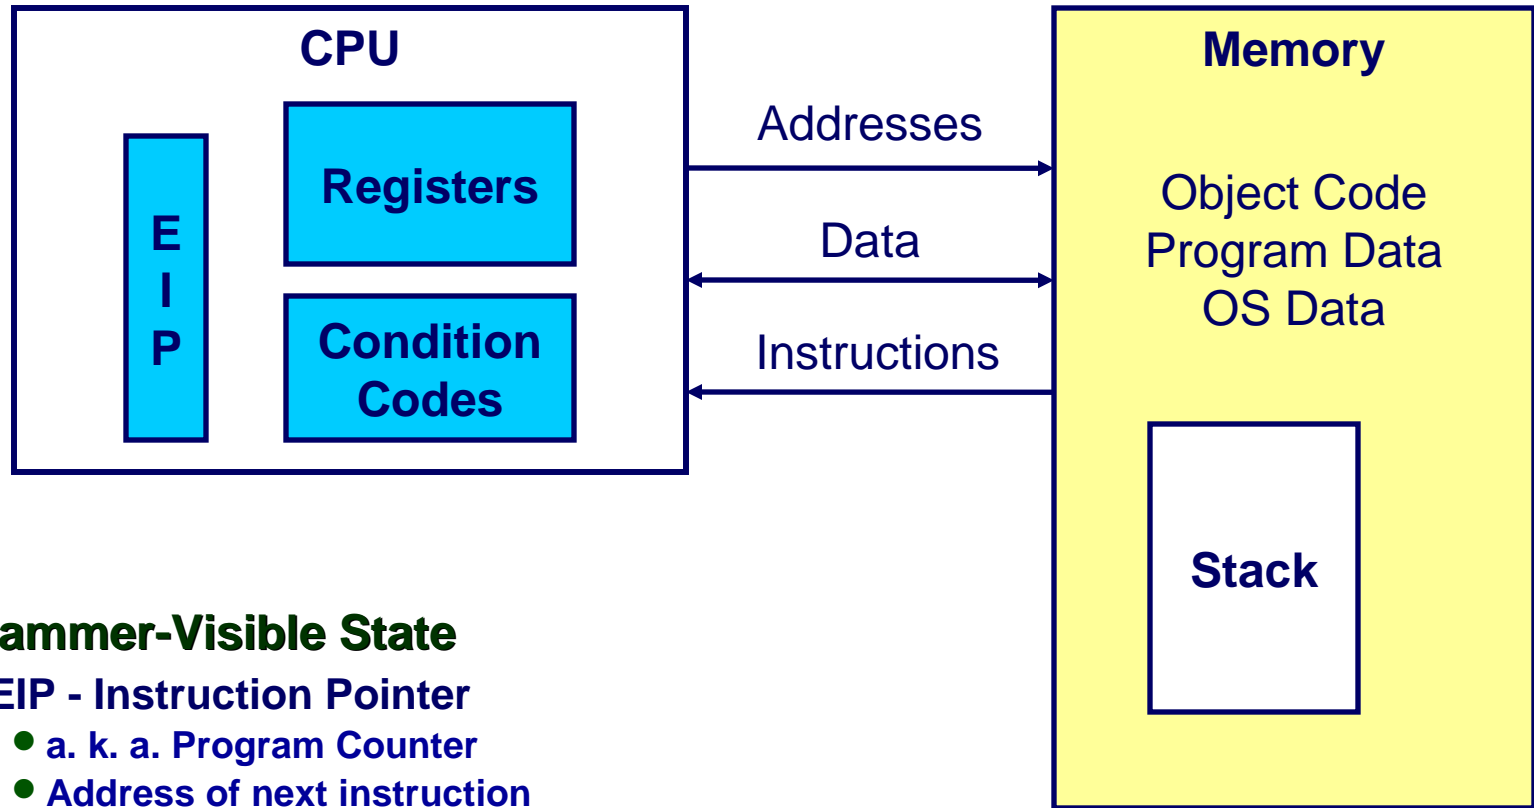 CPU
E
I
P
Registers
Condition
Codes
Addresses
Data
Instructions
Memory
Object Code
Program Data
OS Data
Stack
ammer-Visible State
EIP - Instruction Pointer
• a. k. a. Program Counter
• Address of next instruction